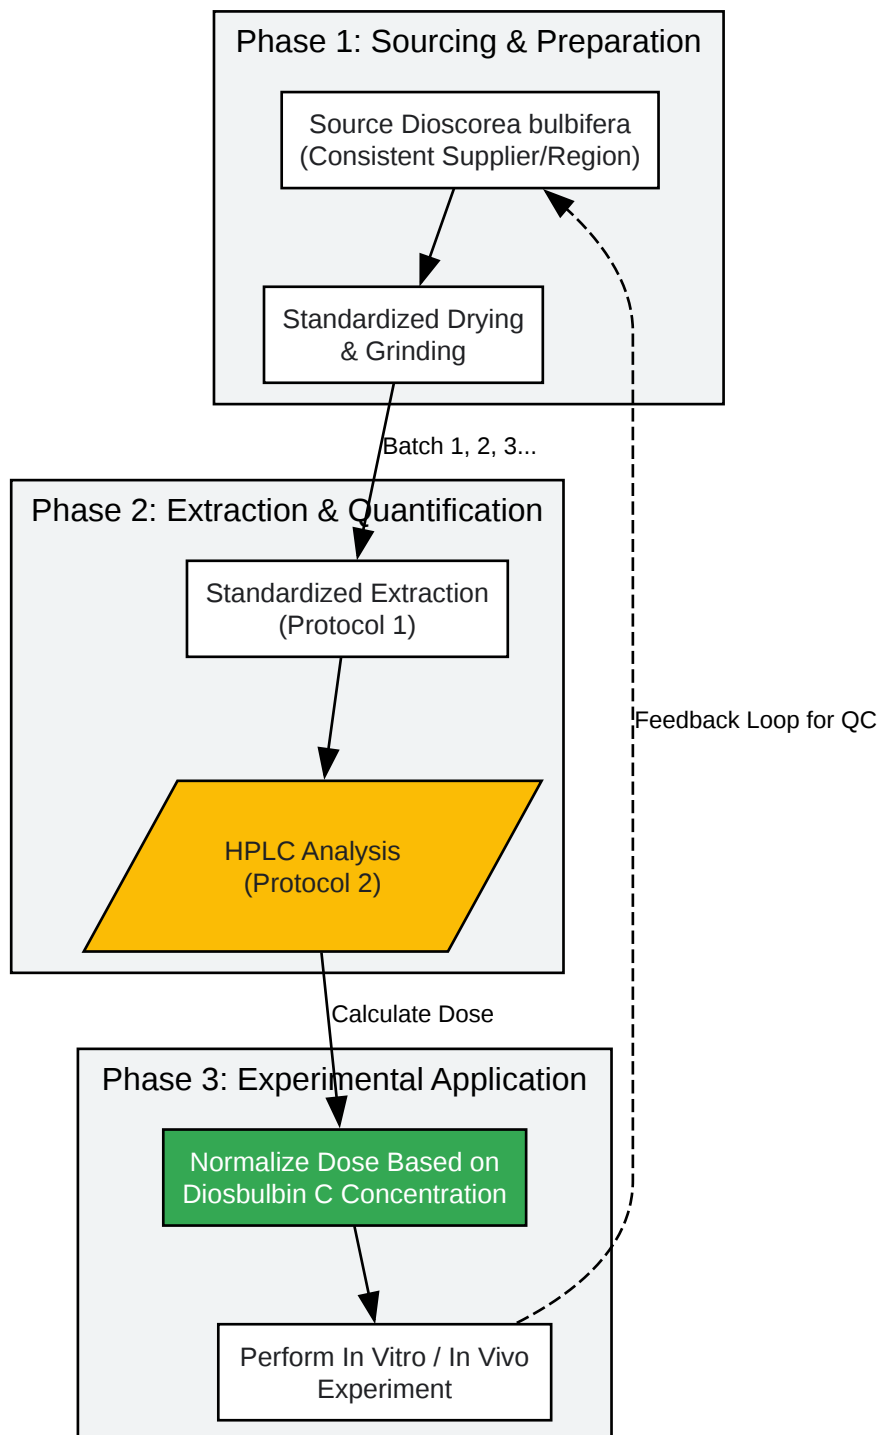 Phase 1: Sourcing & Preparation
Source Dioscorea bulbifera
(Consistent Supplier/Region)
Standardized Drying
& Grinding
Batch 1, 2, 3...
Phase 2: Extraction & Quantification
Standardized Extraction
(Protocol 1)
Feedback Loop for QC
HPLC Analysis
(Protocol 2)
Calculate Dose
Phase 3: Experimental Application
Normalize Dose Based on
Diosbulbin C Concentration
Perform In Vitro / In Vivo
Experiment